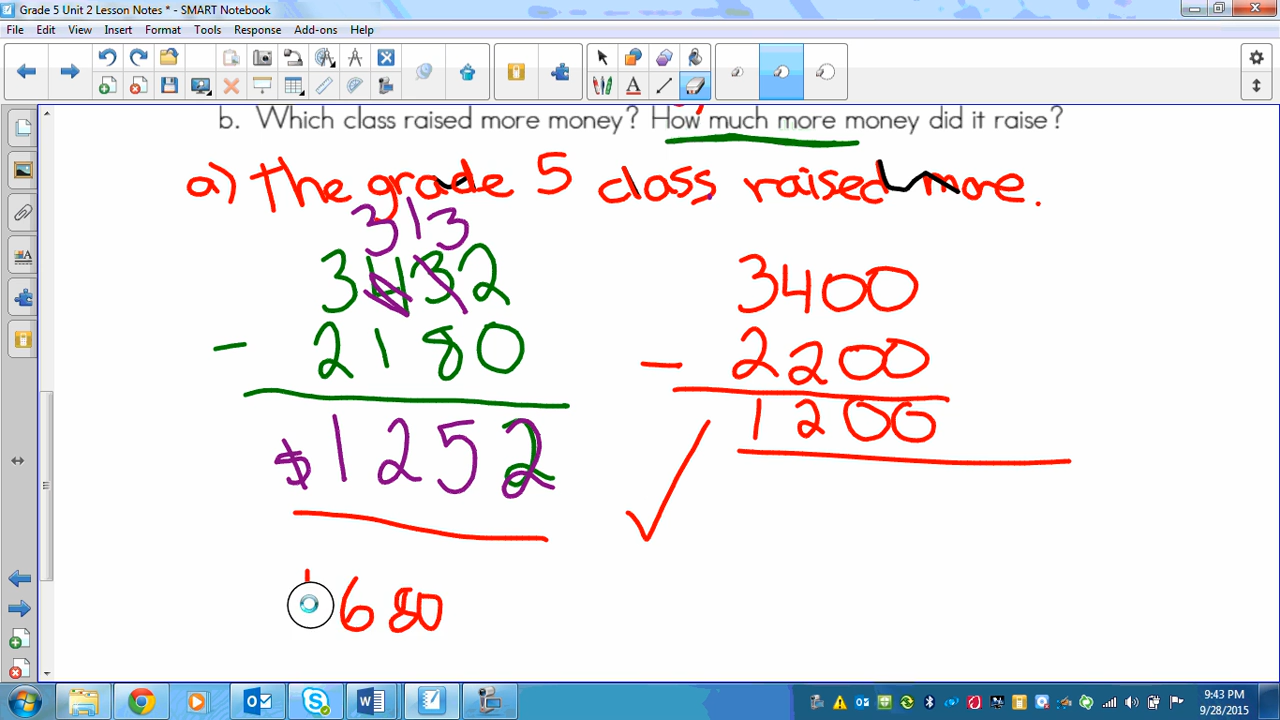 Grade 5 Unit 2 Lesson Notes * - SMART Notebook
File Edit View Insert Format Tools Response Add-ons Help
b. Which class raised more money? How much more money did it raise?
a) The grade 5 class raised more.
3 13
3432
- 2180
$1252
3400
- 2200
1200
680
9:43 PM
9/28/2015